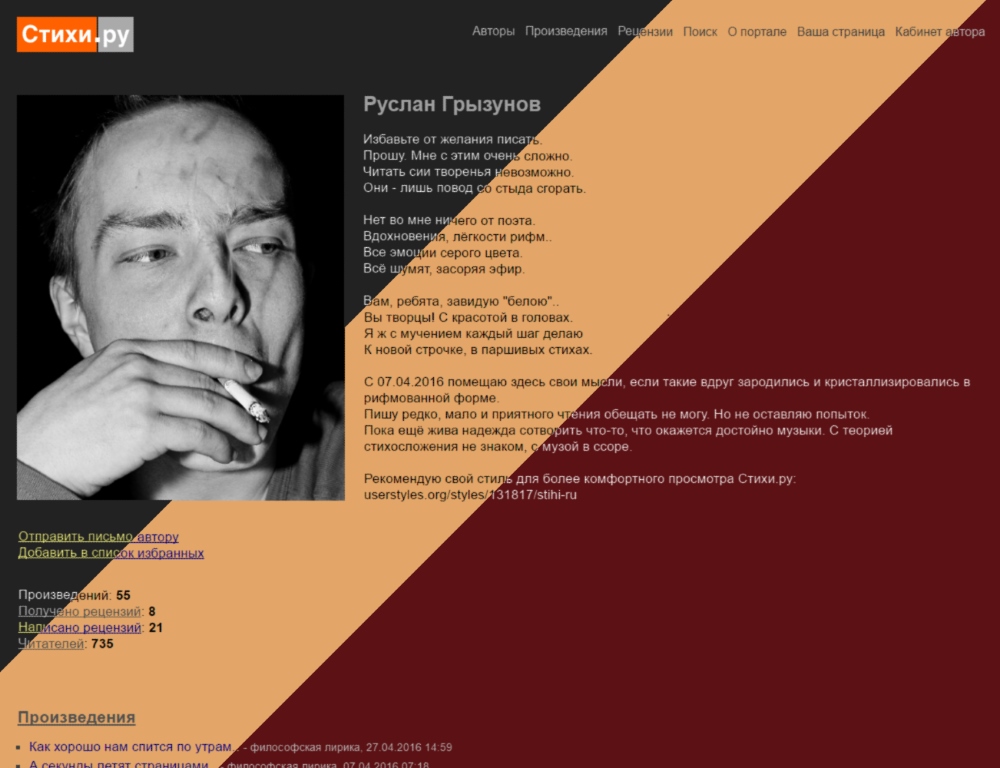 Стихи.ру
Авторы Произведения Рецензии Поиск О портале Ваша страница Кабинет автора
Руслан Грызунов
Избавьте от желания писать.
Прошу. Мне с этим очень сложно.
Читать сии творенья невозможно.
Они - лишь повод со стыда сгорать.
Нет во мне ничего от поэта.
Вдохновения, лёгкости рифм..
Все эмоции серого цвета.
Всё шумят, засоряя эфир.
Вам, ребята, завидую "белою"..
Вы творцы! С красотой в головах.
Я ж с мучением каждый шаг делаю
К новой строчке, в паршивых стихах.
С 07.04.2016 помещаю здесь свои мысли, если такие вдруг зародились и кристаллизировались в
рифмованной форме.
Пишу редко, мало и приятного чтения обещать не могу. Но не оставляю попыток.
Пока ещё жива надежда сотворить что-то, что окажется достойно музыки. С теорией
стихосложения не знаком, с музой в ссоре.
Рекомендую свой стиль для более комфортного просмотра Стихи.ру:
userstyles.org/styles/131817/stihi-ru
Отправить письмо автору
Добавить в список избранных
Произведений: 55
Получено рецензий: 8
Написано рецензий: 21
Читателей: 735
Произведения
Как хорошо нам спится по утрам.. - философская лирика, 27.04.2016 14:59
А секунды летят страницами.. - философская лирика, 07.04.2016 07:18